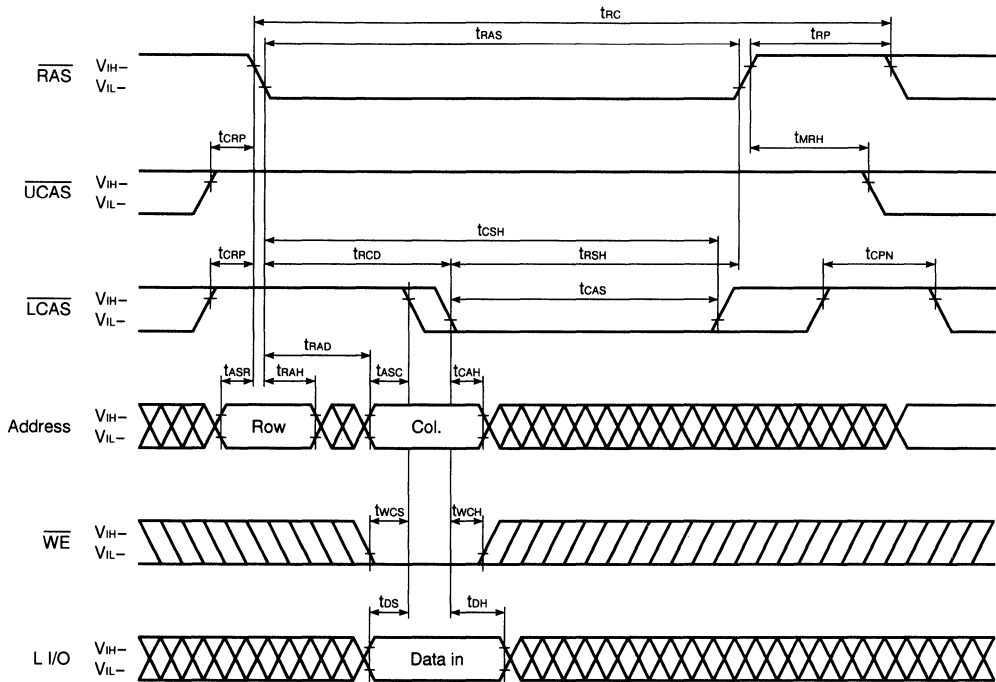 tRC
tRAS
tRP
RAS
VIH–
VIL–
tCRP
tMRH
UCAS
VIH–
VIL–
tCSH
tCRP
tRCD
tRSH
tCPN
tCAS
LCAS
VIH–
VIL–
tRAD
tASR
tRAH
tASC
tCAH
Address
VIH–
VIL–
Row
Col.
tWCS
tWCH
WE
VIH–
VIL–
tDS
tDH
L I/O
VIH–
VIL–
Data in